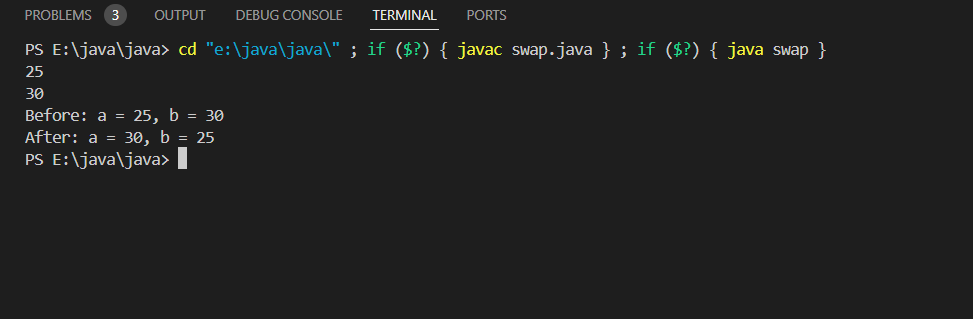 PROBLEMS 3 OUTPUT DEBUG CONSOLE TERMINAL PORTS
PS E:\java\java> cd "e:\java\java\" ; if ($?) { javac swap.java } ; if ($?) { java swap }
25
30
Before: a = 25, b = 30
After: a = 30, b = 25
PS E:\java\java>